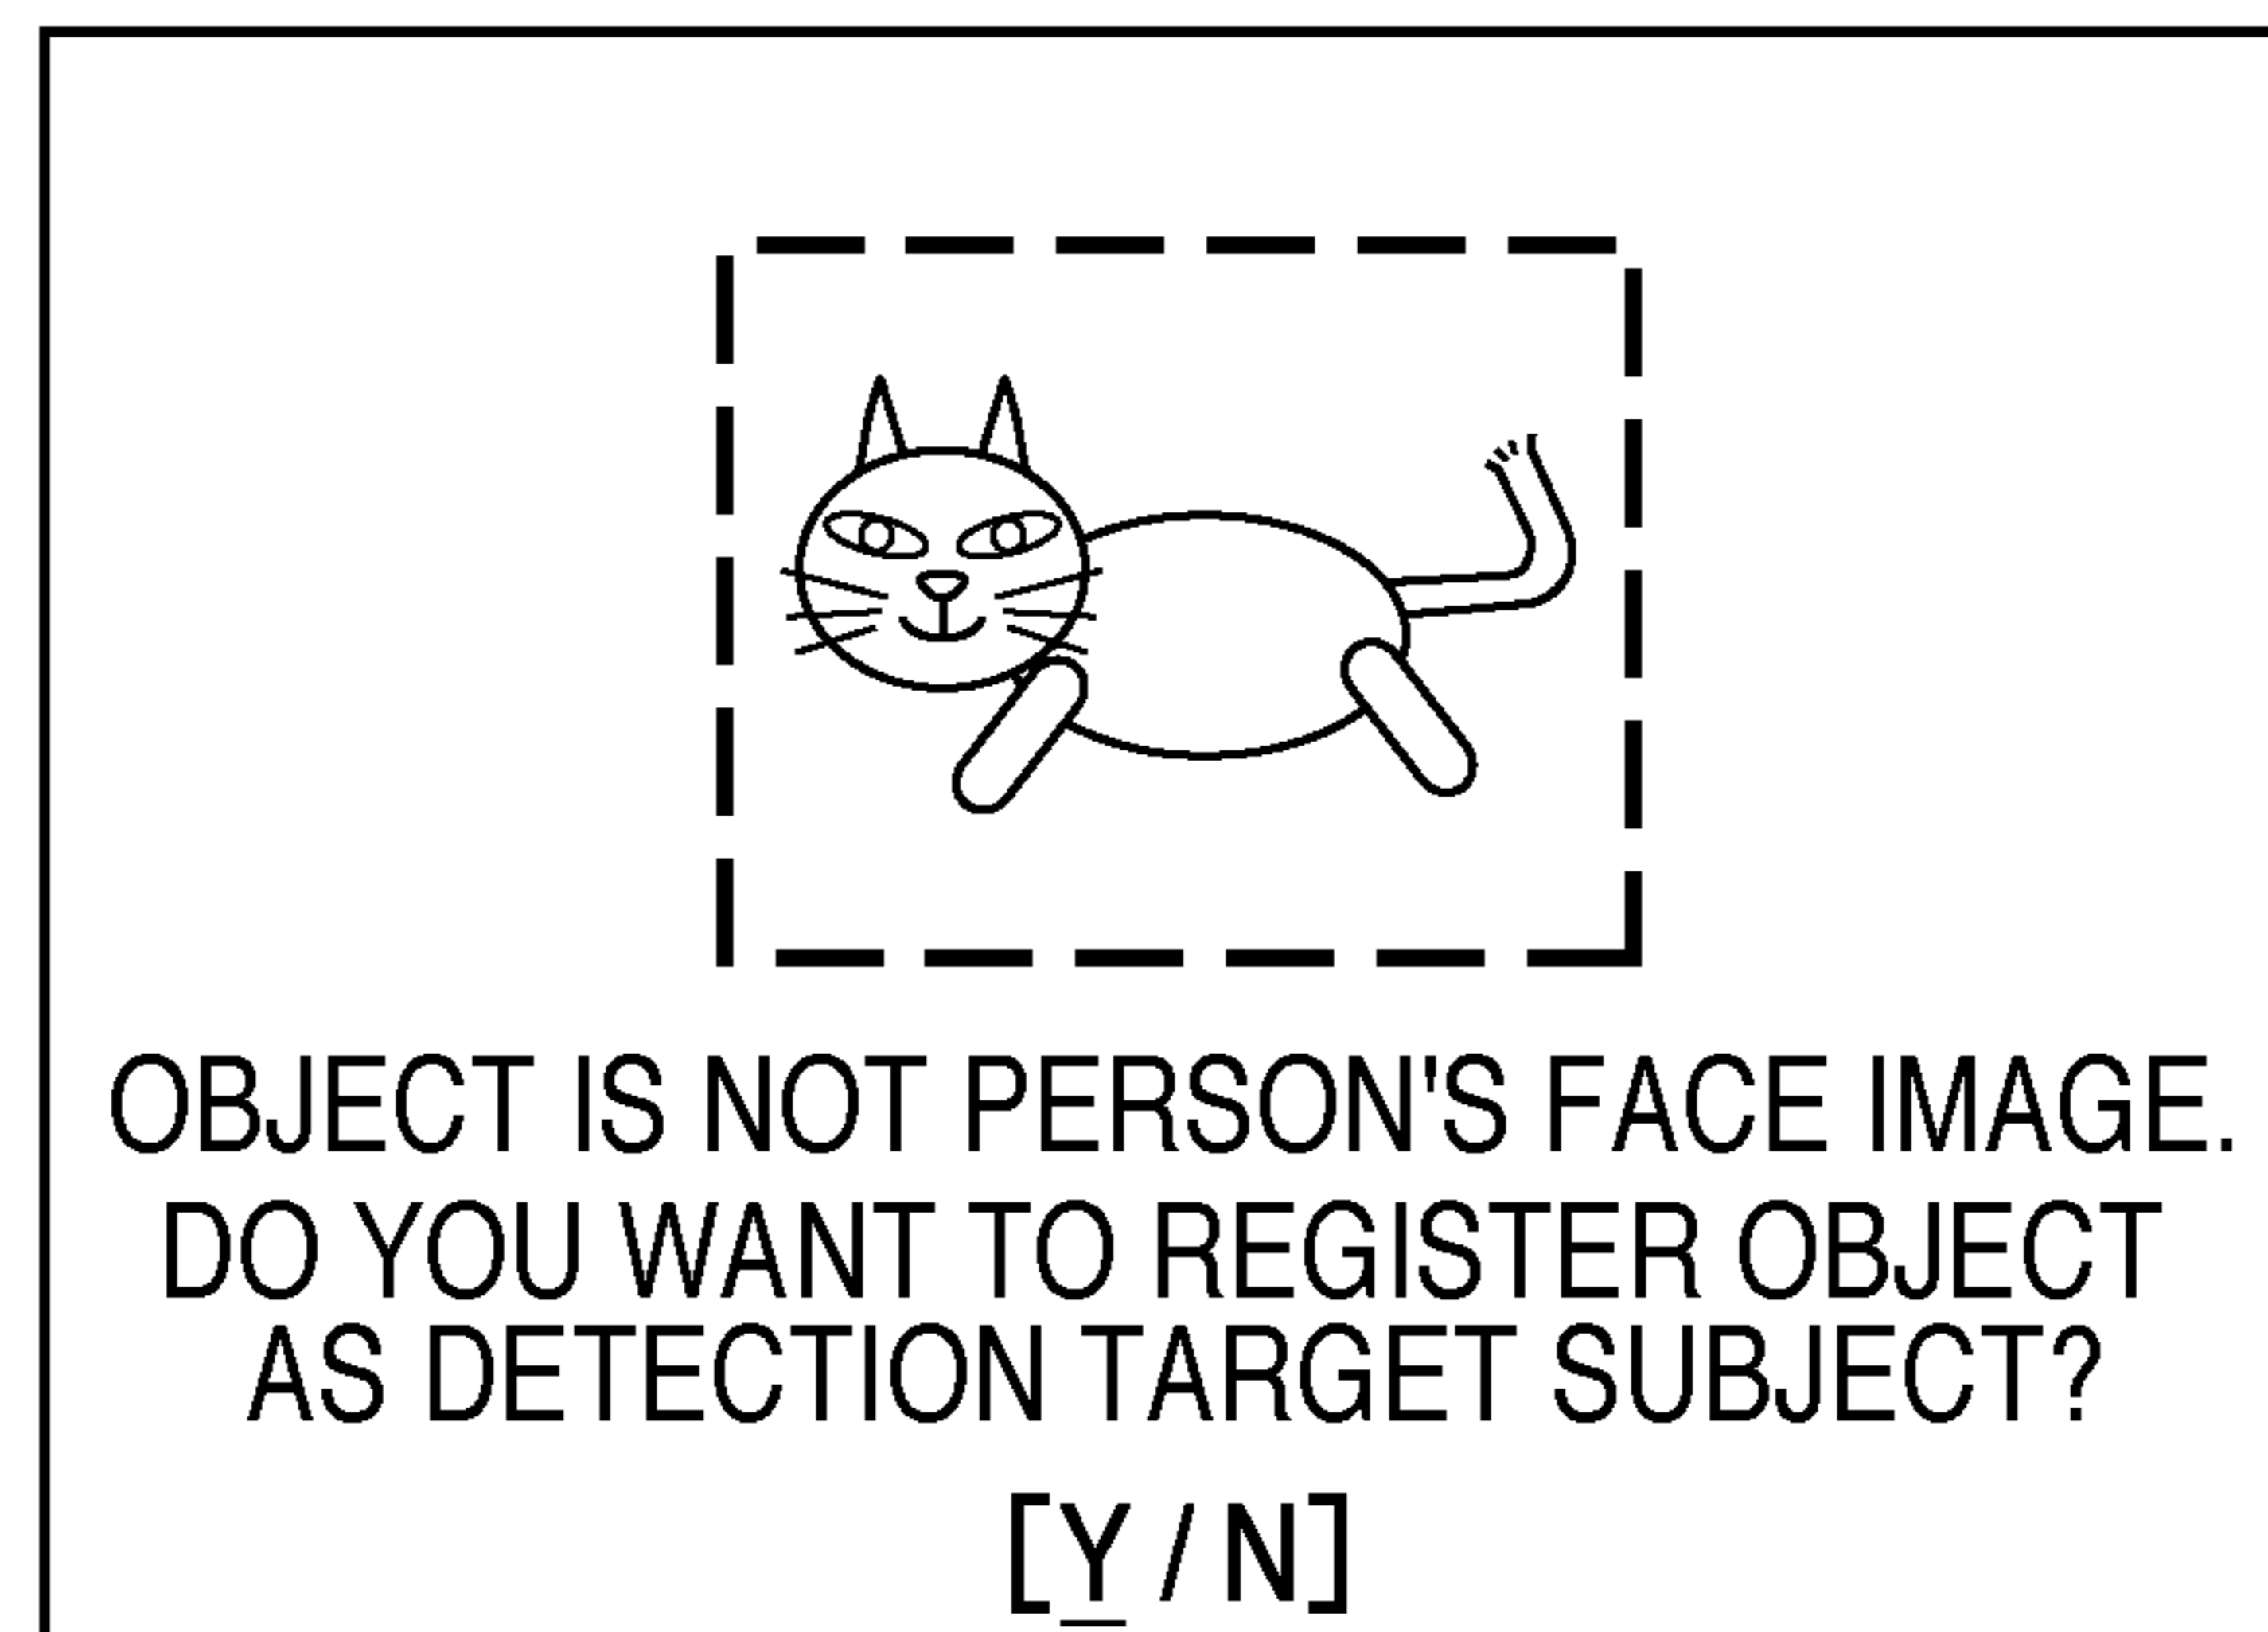 OBJECT IS NOT PERSON'S FACE IMAGE.
DO YOU WANT TO REGISTER OBJECT
AS DETECTION TARGET SUBJECT?
[Y/N]